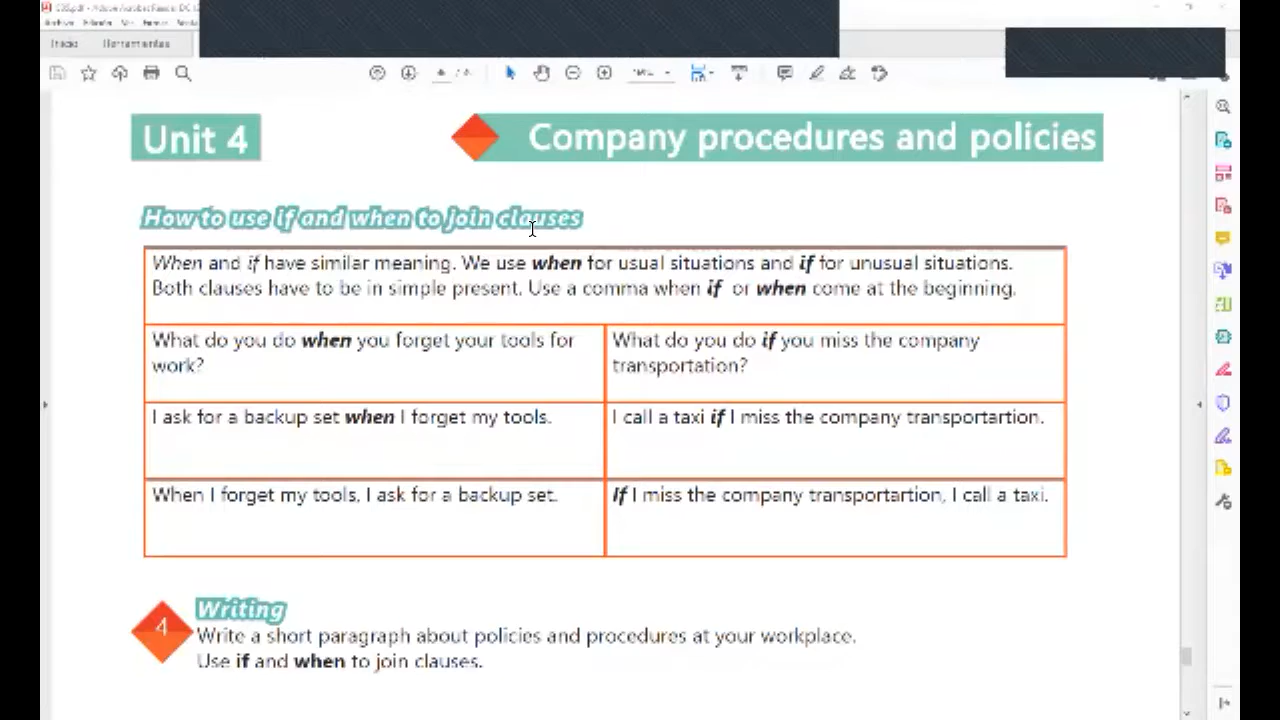 Inicio
Herramientas
Unit 4
Company procedures and policies
How to use if and when to join clauses
When and if have similar meaning. We use when for usual situations and if for unusual situations.
Both clauses have to be in simple present. Use a comma when if or when come at the beginning.
What do you do when you forget your tools for
work?
What do you do if you miss the company
transportation?
I ask for a backup set when I forget my tools.
I call a taxi if I miss the company transportartion.
When I forget my tools, I ask for a backup set.
If I miss the company transportartion, I call a taxi.
4
Writing
Write a short paragraph about policies and procedures at your workplace.
Use if and when to join clauses.